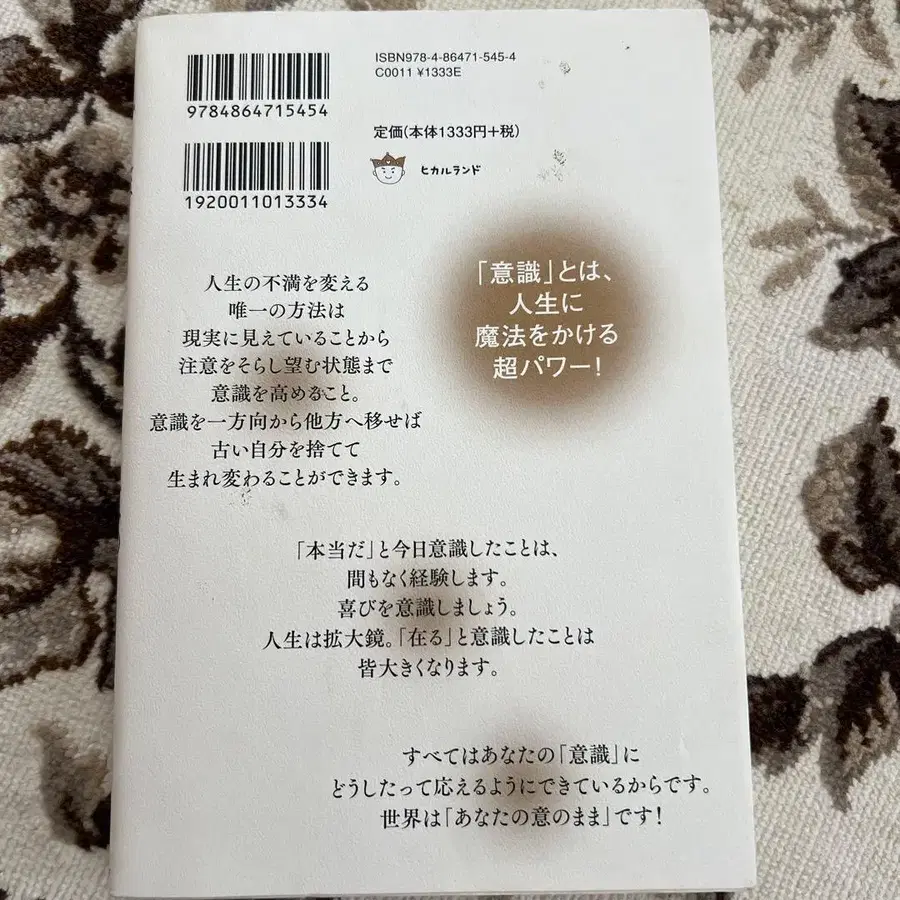 ISBN978-4-86471-545-4
C0011 ¥1333E
9784864715454
定価(本体1333円+税)
ヒカルランド
1920011013334
「意識」とは、
人生に
魔法をかける
超パワー!
人生の不満を変える
唯一の方法は
現実に見えていることから
注意をそらし望む状態まで
意識を高めること。
意識を一方向から他方へ移せば
古い自分を捨てて
生まれ変わることができます。
「本当だ」と今日意識したことは、
間もなく経験します。
喜びを意識しましょう。
人生は拡大鏡。「在る」と意識したことは
皆大きくなります。
すべてはあなたの「意識」に
どうしたって応えるようにできているからです。
世界は「あなたの意のまま」です!